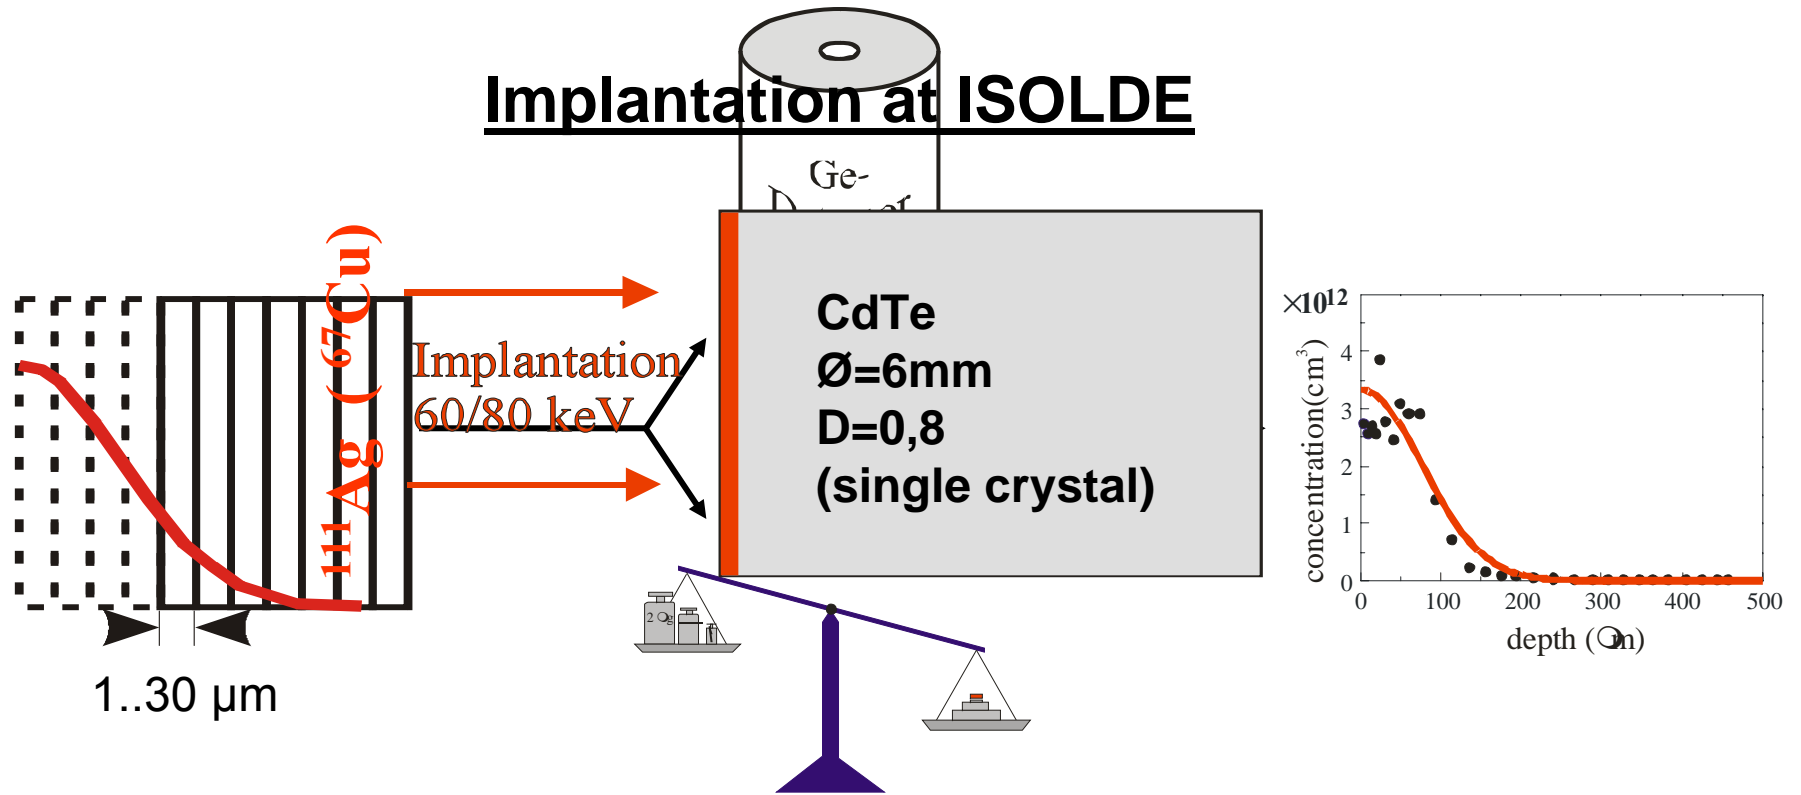 Implantation at ISOLDE
Ge-
111Ag (67Cu)
Implantation
60/80 keV
CdTe
Ø=6mm
D=0,8
(single crystal)
1..30 µm
×10¹²
concentration(cm³)
4
3
2
1
0
0 100 200 300 400 500
depth (m)